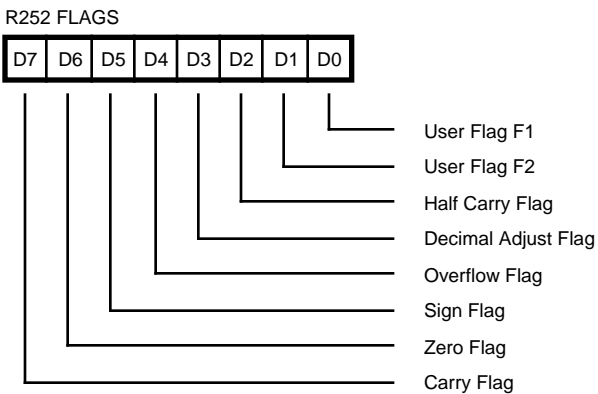 R252 FLAGS
D7 D6 D5 D4 D3 D2 D1 D0
User Flag F1
User Flag F2
Half Carry Flag
Decimal Adjust Flag
Overflow Flag
Sign Flag
Zero Flag
Carry Flag